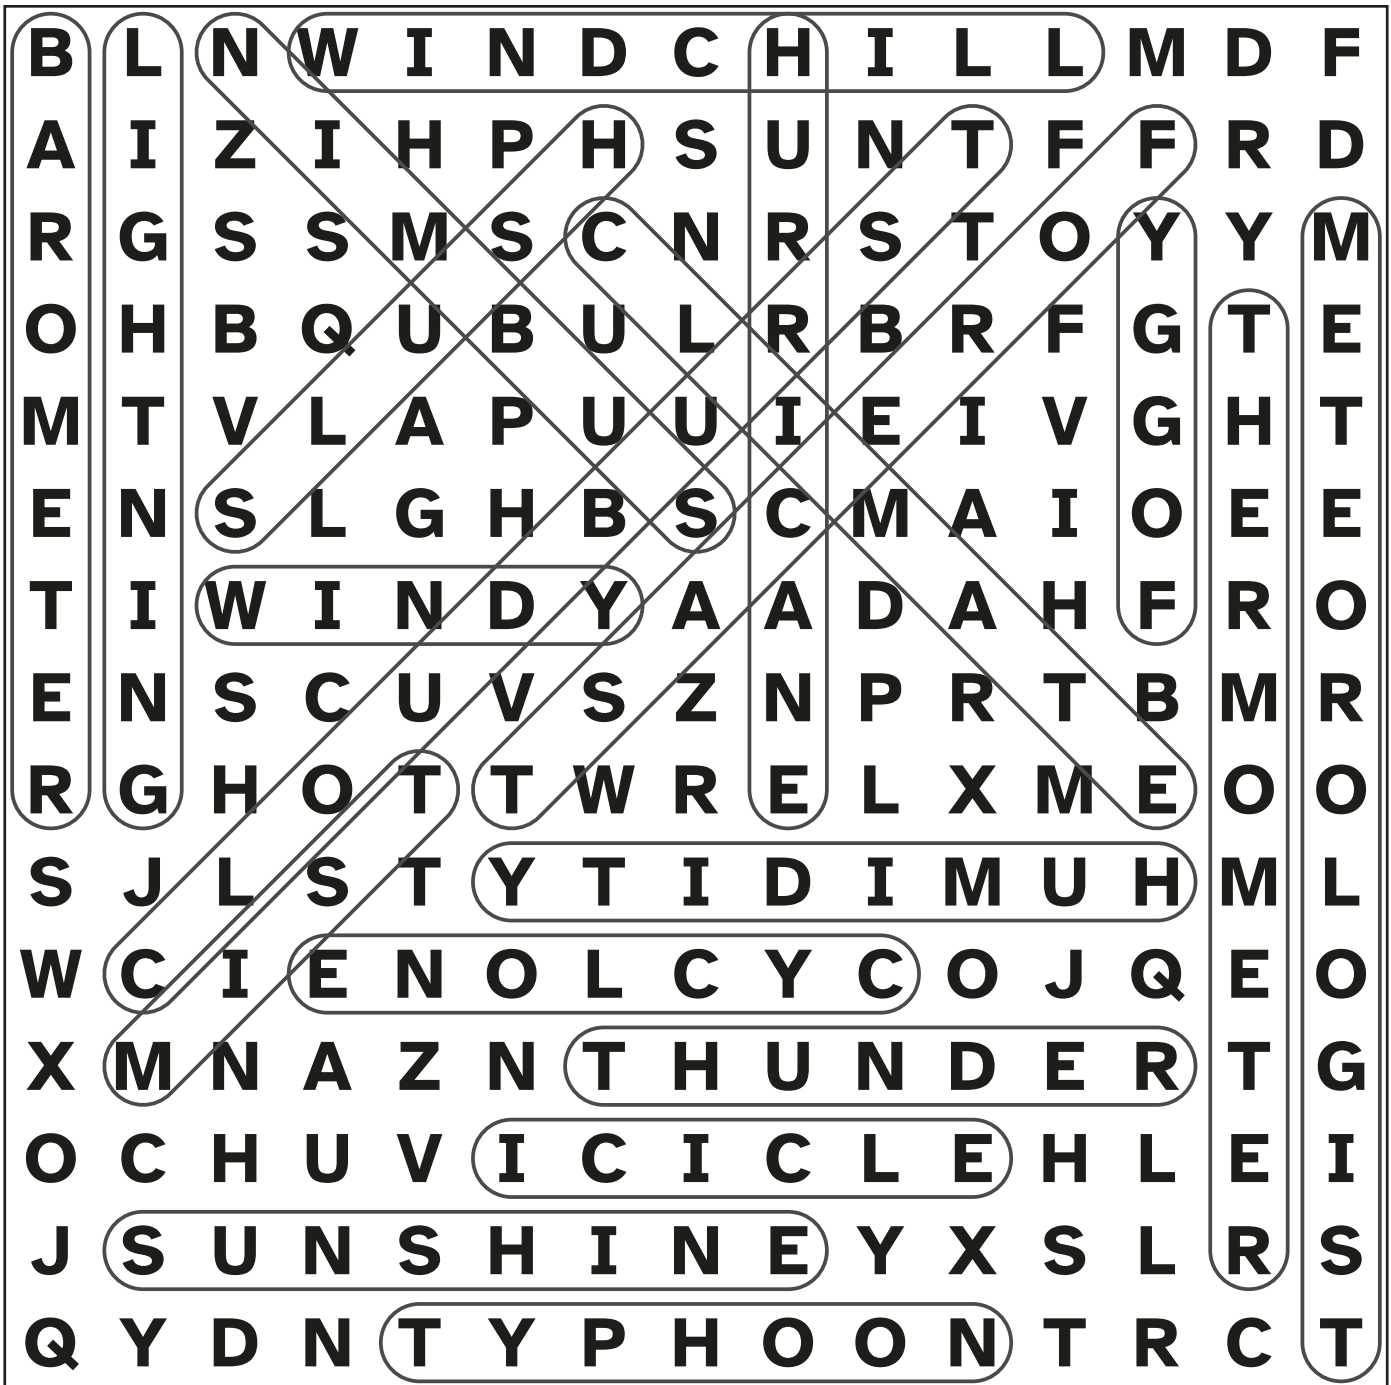 B L N W I N D C H I L L M D F
A I Z I H P H S U N T F F R D
R G S S M S C N R S T O Y Y M
O H B Q U B U L R B R F G T E
M T V L A P U U I E I V G H T
E N S L G H B S C M A I O E E
T I W I N D Y A A D A H F R O
E N S C U V S Z N P R T B M R
R G H O T T W R E L X M E O O
S J L S T Y T I D I M U H M L
W C I E N O L C Y C O J Q E O
X M N A Z N T H U N D E R T G
O C H U V I C I C L E H L E I
J S U N S H I N E Y X S L R S
Q Y D N T Y P H O O N T R C T